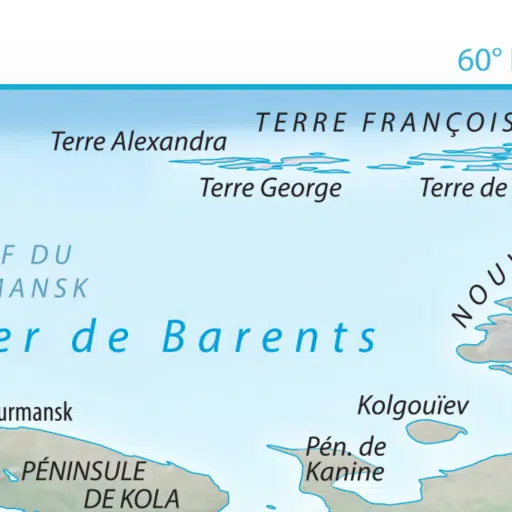 60°
TERRE FRANÇOIS
Terre Alexandra
Terre George
Terre de
F DU
MANSK
NOU
er de Barents
urmansk
Kolgouïev
Pén. de
Kanine
PÉNINSULE
DE KOLA